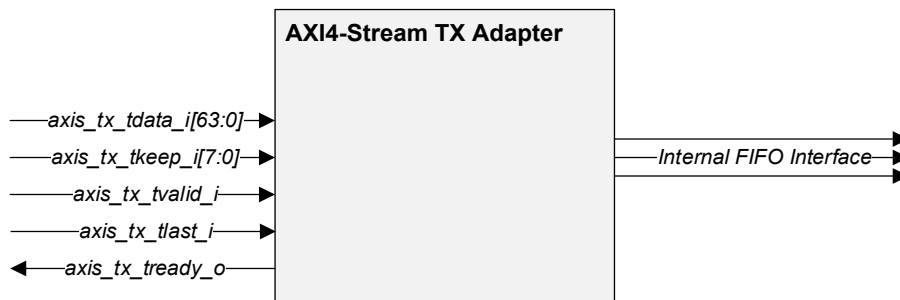 AXI4-Stream TX Adapter
axis_tx_tdata_i[63:0]
axis_tx_tkeep_i[7:0]
Internal FIFO Interface
axis_tx_tvalid_i
axis_tx_tlast_i
axis_tx_tready_o